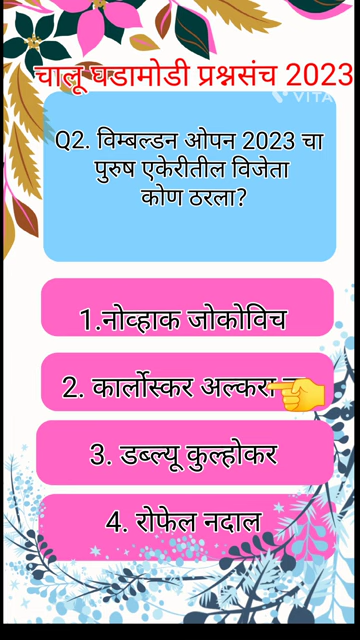 चालू घडामोडी प्रश्नसंच 2023
VITA
Q2. विम्बल्डन ओपन 2023 चा
पुरुष एकेरीतील विजेता
कोण ठरला?
1.नोव्हाक जोकोविच
2. कार्लोस्कर अल्करा
3. डब्ल्यू कुल्होकर
4. रोफेल नदाल